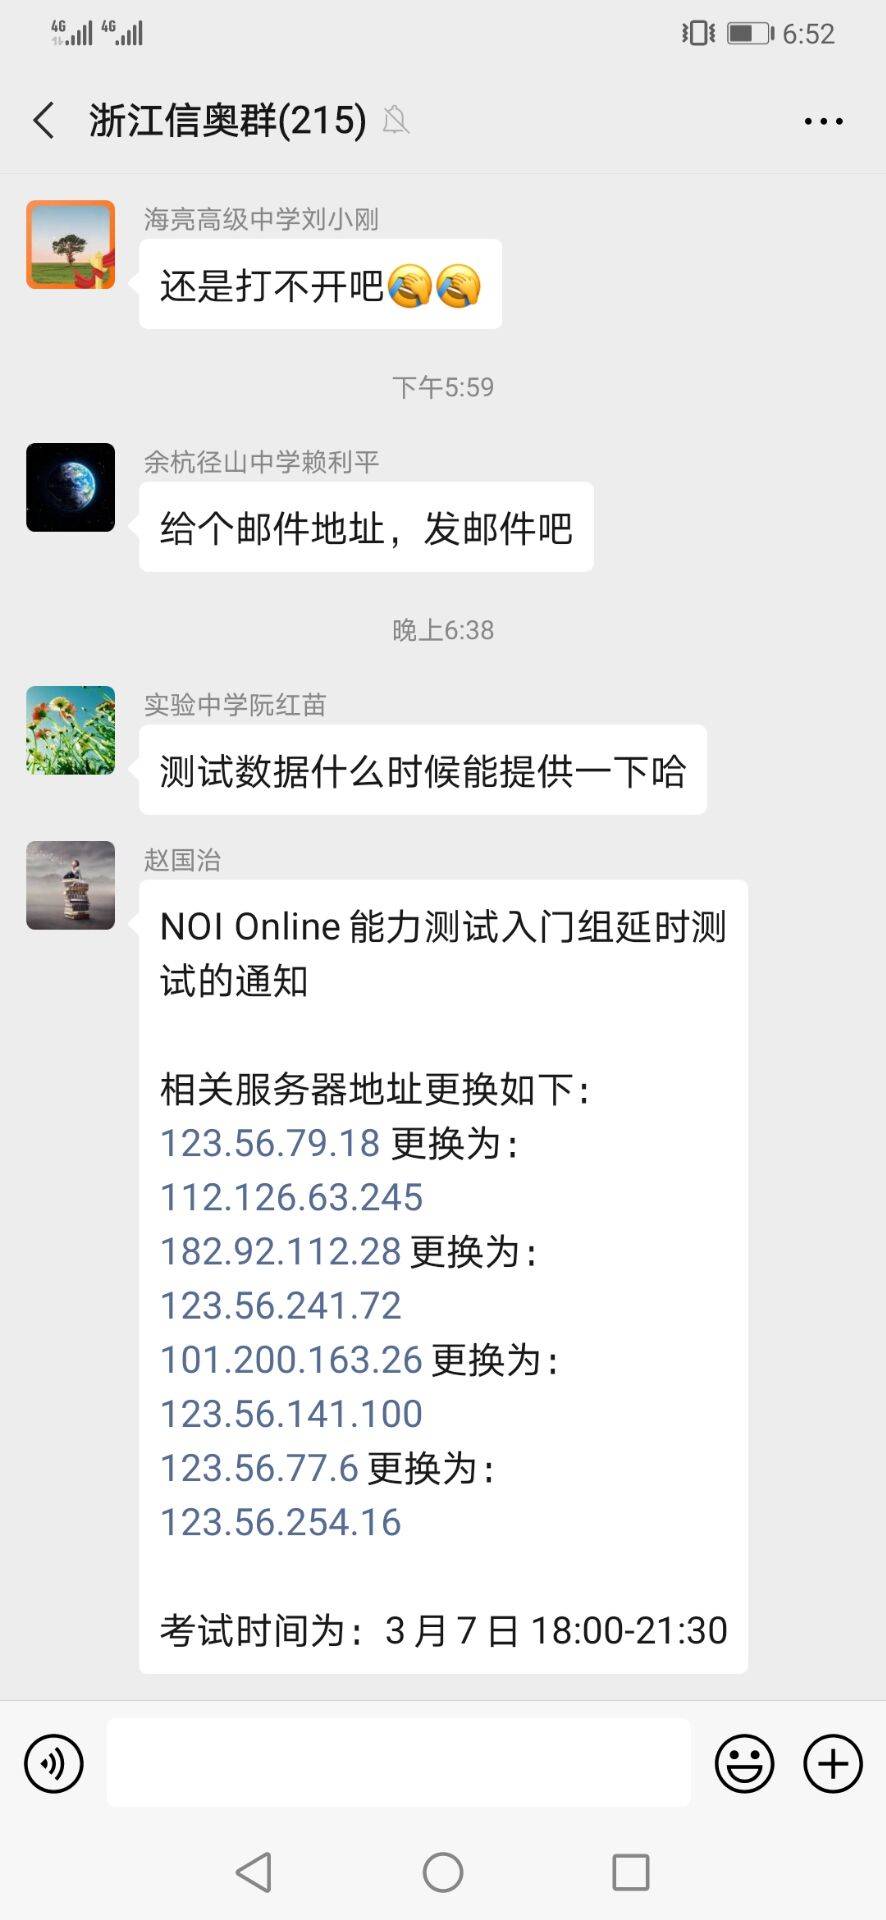 4G 4G 6:52
浙江信奥群(215)
海亮高级中学刘小刚
还是打不开吧🤦🤦
下午5:59
余杭径山中学赖利平
给个邮件地址，发邮件吧
晚上6:38
实验中学阮红苗
测试数据什么时候能提供一下哈
赵国治
NOI Online 能力测试入门组延时测
试的通知
相关服务器地址更换如下：
123.56.79.18 更换为：
112.126.63.245
182.92.112.28 更换为：
123.56.241.72
101.200.163.26 更换为：
123.56.141.100
123.56.77.6 更换为：
123.56.254.16
考试时间为：3 月 7 日 18:00-21:30